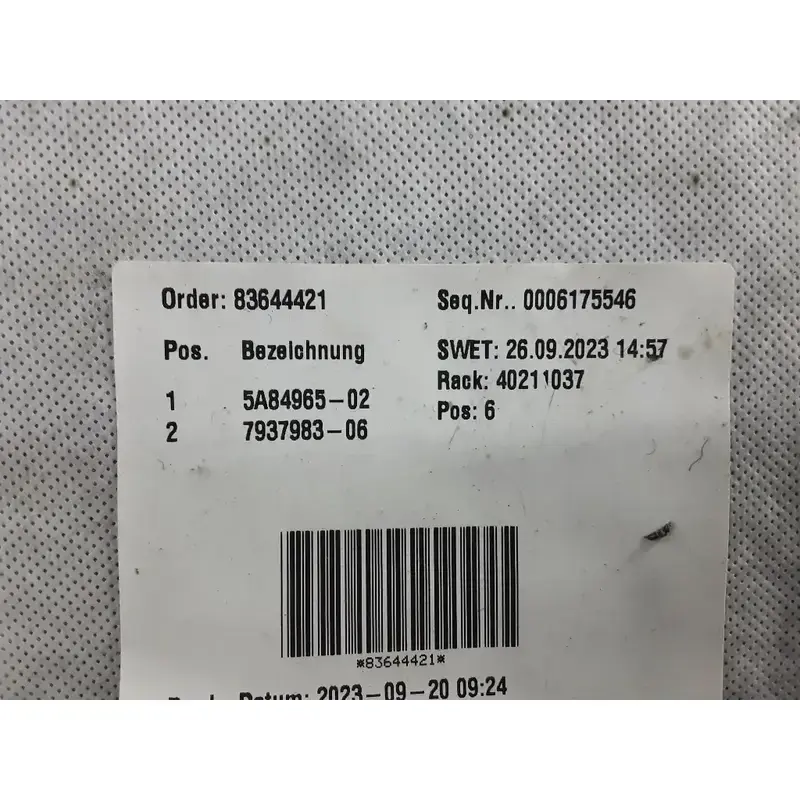 Order: 83644421
Seq.Nr.. 0006175546
Pos. Bezeichnung
SWET: 26.09.2023 14:57
Rack: 40211037
Pos: 6
1 5A84965-02
2 7937983-06
*83644421*
Datum: 2023-09-20 09:24